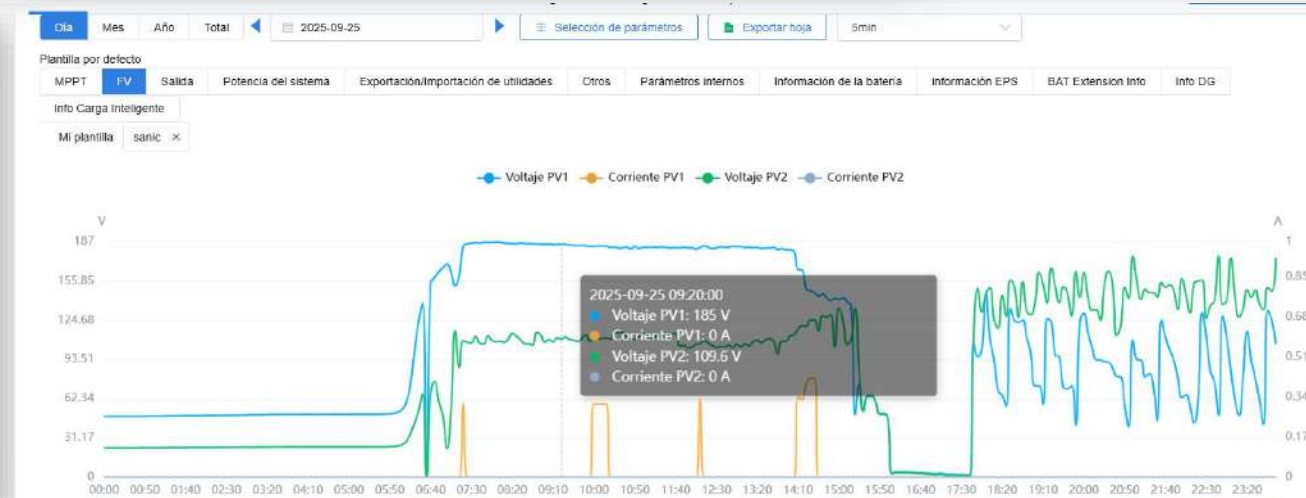 Día Mes Año Total 2025-09-25 Selección de parámetros Exportar hoja 5min
Plantilla por defecto
MPPT FV Salida Potencia del sistema Exportación/Importación de utilidades Otros Parámetros internos Información de la batería Información EPS BAT Extension Info Info DG
Info Carga Inteligente
Mi plantilla sanic ×
Voltaje PV1 Corriente PV1 Voltaje PV2 Corriente PV2
V A
187 1
155.85 0.85
124.68 0.68
93.51 0.51
62.34 0.34
31.17 0.17
0 0
2025-09-25 09:20:00
Voltaje PV1: 185 V
Corriente PV1: 0 A
Voltaje PV2: 109.6 V
Corriente PV2: 0 A
00:00 00:50 01:40 02:30 03:20 04:10 05:00 05:50 06:40 07:30 08:20 09:10 10:00 10:50 11:40 12:30 13:20 14:10 15:00 15:50 16:40 17:30 18:20 19:10 20:00 20:50 21:40 22:30 23:20